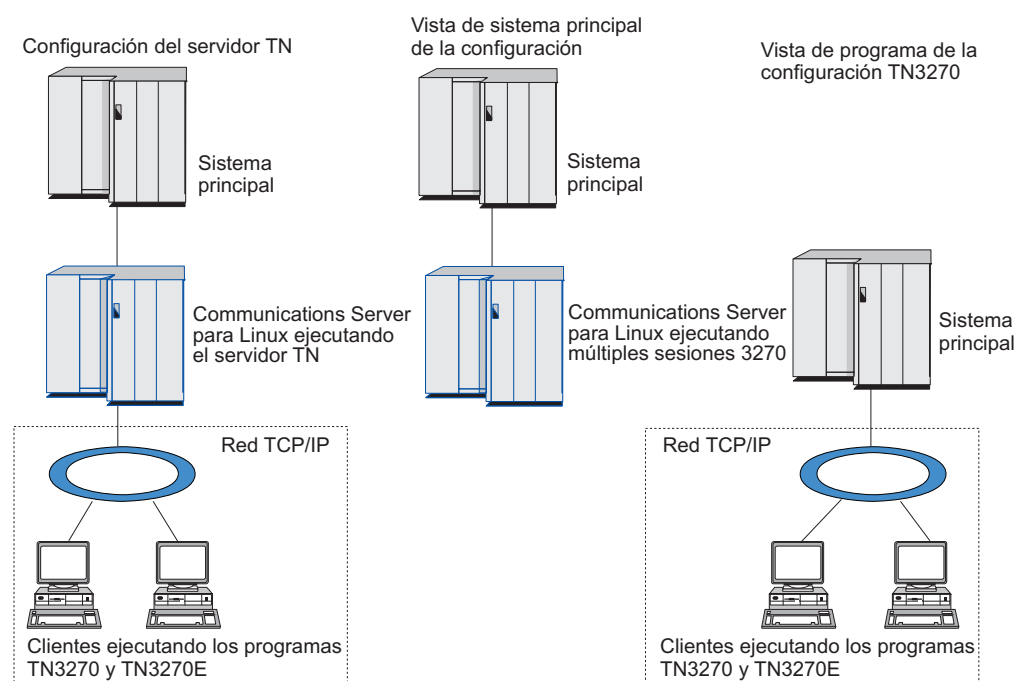 Configuración del servidor TN
Vista de sistema principal
de la configuración
Vista de programa de la
configuración TN3270
Sistema
principal
Sistema
principal
Communications Server
para Linux ejecutando
el servidor TN
Communications Server
para Linux ejecutando
múltiples sesiones 3270
Sistema
principal
Red TCP/IP
Red TCP/IP
Clientes ejecutando los programas
TN3270 y TN3270E
Clientes ejecutando los programas
TN3270 y TN3270E